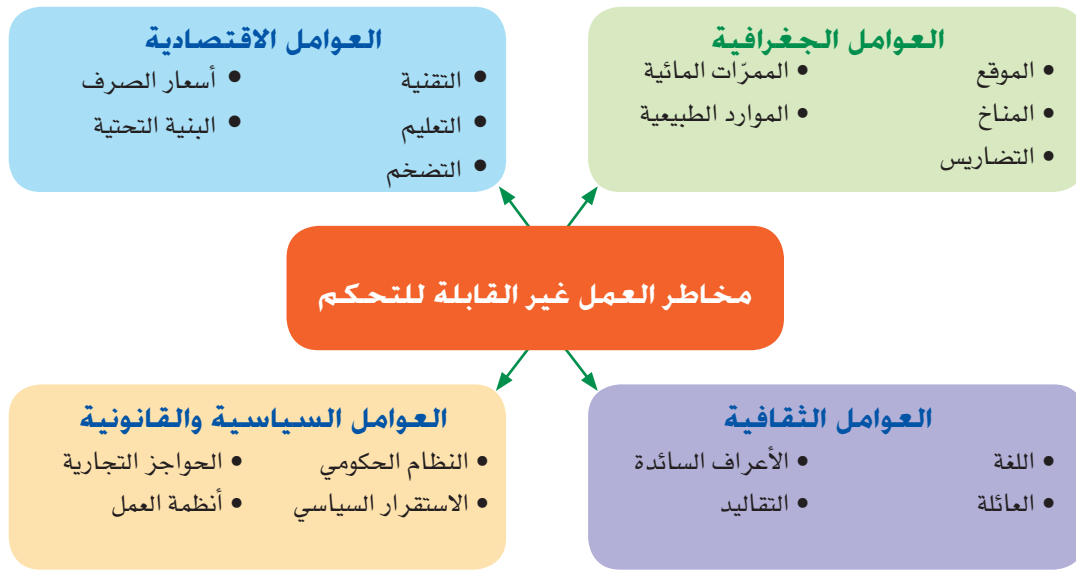 العوامل الجغرافية
• الموقع
• المناخ
• التضاريس
• الممرّات المائية
• الموارد الطبيعية
العوامل الاقتصادية
• التقنية
• التعليم
• التضخم
• أسعار الصرف
• البنية التحتية
مخاطر العمل غير القابلة للتحكم
العوامل الثقافية
• اللغة
• العائلة
• الأعراف السائدة
• التقاليد
العوامل السياسية والقانونية
• النظام الحكومي
• الاستقرار السياسي
• الحواجز التجارية
• أنظمة العمل